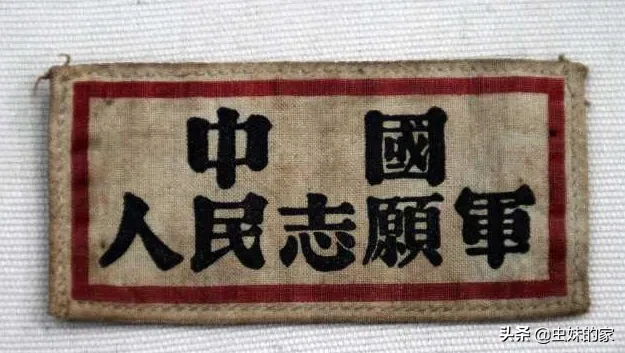 中國
人民志願軍
头条 @虫妹的家